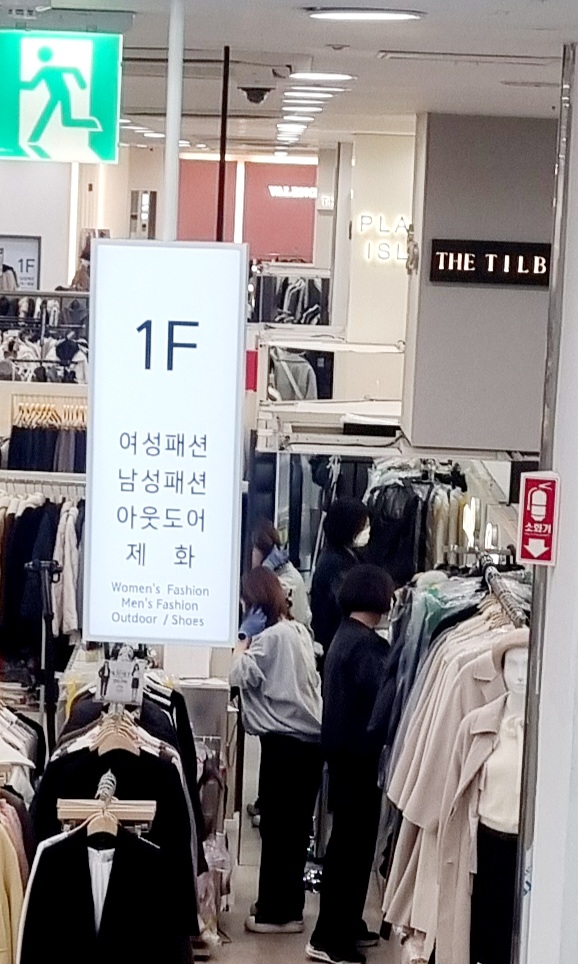 1F
여성패션
남성패션
아웃도어
제 화
Women's Fashion
Men's Fashion
Outdoor / Shoes
1F
PLA
ISL
THE TILB
소화기